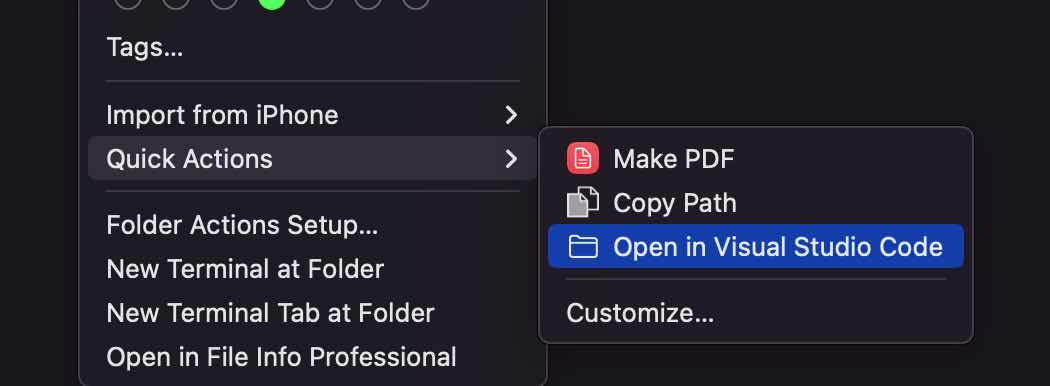 Tags...
Import from iPhone
Quick Actions
Make PDF
Copy Path
Open in Visual Studio Code
Customize...
Folder Actions Setup...
New Terminal at Folder
New Terminal Tab at Folder
Open in File Info Professional